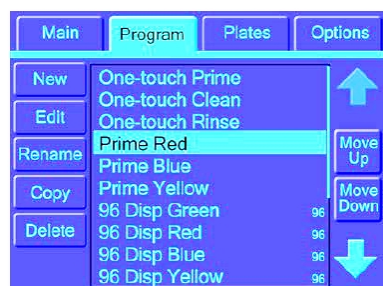 Main Program Plates Options
New
Edit
Rename
Copy
Delete
One-touch Prime
One-touch Clean
One-touch Rinse
Prime Red
Prime Blue
Prime Yellow
96 Disp Green 96
96 Disp Red 96
96 Disp Blue 96
96 Disp Yellow 96
Move
Up
Move
Down